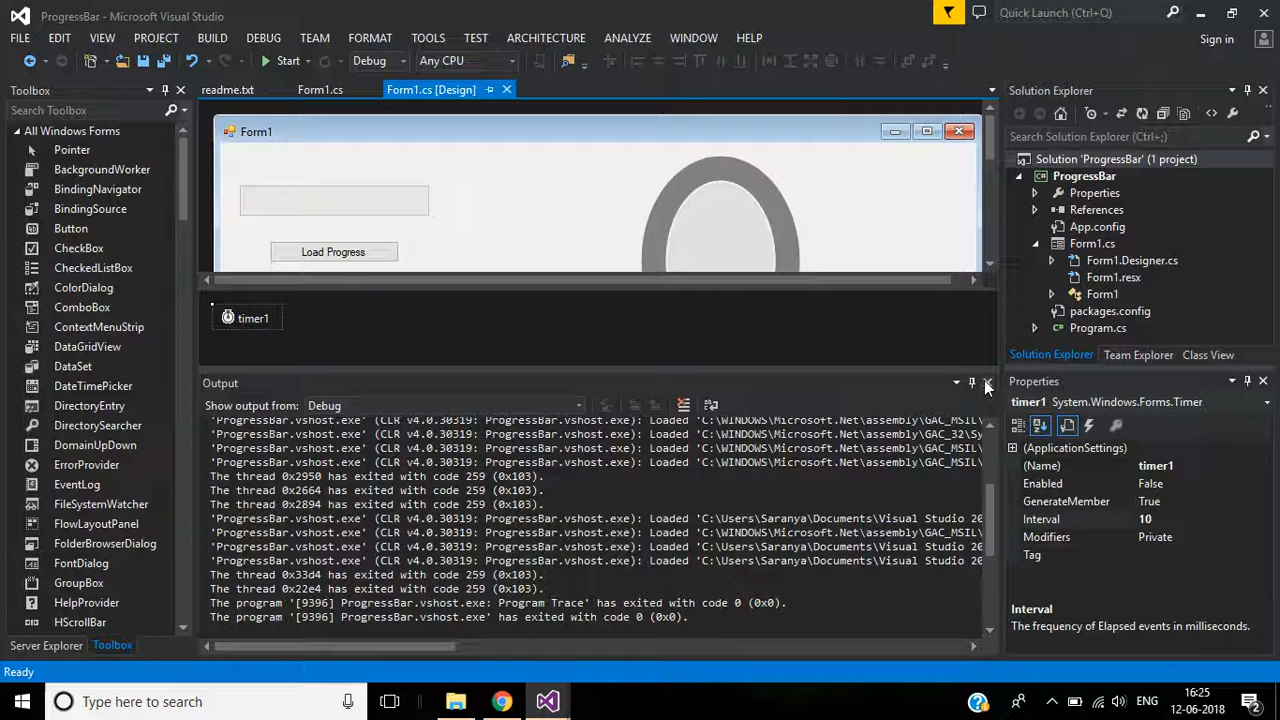 ProgressBar - Microsoft Visual Studio
Quick Launch (Ctrl+Q)
FILE EDIT VIEW PROJECT BUILD DEBUG TEAM FORMAT TOOLS TEST ARCHITECTURE ANALYZE WINDOW HELP
Sign in
Start Debug Any CPU
Toolbox
Search Toolbox
All Windows Forms
Pointer
BackgroundWorker
BindingNavigator
BindingSource
Button
CheckBox
CheckedListBox
ColorDialog
ComboBox
ContextMenuStrip
DataGridView
DataSet
DateTimePicker
DirectoryEntry
DirectorySearcher
DomainUpDown
ErrorProvider
EventLog
FileSystemWatcher
FlowLayoutPanel
FolderBrowserDialog
FontDialog
GroupBox
HelpProvider
HScrollBar
Server Explorer Toolbox
readme.txt Form1.cs Form1.cs [Design]
Form1
Load Progress
timer1
Output
Show output from: Debug
'ProgressBar.vshost.exe' (CLR v4.0.30319: ProgressBar.vshost.exe): Loaded 'C:\WINDOWS\Microsoft.Net\assembly\GAC_MSIL\
'ProgressBar.vshost.exe' (CLR v4.0.30319: ProgressBar.vshost.exe): Loaded 'C:\WINDOWS\Microsoft.Net\assembly\GAC_32\Sy
'ProgressBar.vshost.exe' (CLR v4.0.30319: ProgressBar.vshost.exe): Loaded 'C:\WINDOWS\Microsoft.Net\assembly\GAC_MSIL\
'ProgressBar.vshost.exe' (CLR v4.0.30319: ProgressBar.vshost.exe): Loaded 'C:\WINDOWS\Microsoft.Net\assembly\GAC_MSIL\
The thread 0x2950 has exited with code 259 (0x103).
The thread 0x2664 has exited with code 259 (0x103).
The thread 0x2894 has exited with code 259 (0x103).
'ProgressBar.vshost.exe' (CLR v4.0.30319: ProgressBar.vshost.exe): Loaded 'C:\Users\Saranya\Documents\Visual Studio 20
'ProgressBar.vshost.exe' (CLR v4.0.30319: ProgressBar.vshost.exe): Loaded 'C:\WINDOWS\Microsoft.Net\assembly\GAC_MSIL\
'ProgressBar.vshost.exe' (CLR v4.0.30319: ProgressBar.vshost.exe): Loaded 'C:\Users\Saranya\Documents\Visual Studio 20
'ProgressBar.vshost.exe' (CLR v4.0.30319: ProgressBar.vshost.exe): Loaded 'C:\Users\Saranya\Documents\Visual Studio 20
The thread 0x33d4 has exited with code 259 (0x103).
The thread 0x22e4 has exited with code 259 (0x103).
The program '[9396] ProgressBar.vshost.exe: Program Trace' has exited with code 0 (0x0).
The program '[9396] ProgressBar.vshost.exe' has exited with code 0 (0x0).
Solution Explorer
Search Solution Explorer (Ctrl+;)
Solution 'ProgressBar' (1 project)
ProgressBar
Properties
References
App.config
Form1.cs
Form1.Designer.cs
Form1.resx
Form1
packages.config
Program.cs
Solution Explorer Team Explorer Class View
Properties
timer1 System.Windows.Forms.Timer
(ApplicationSettings)
(Name) timer1
Enabled False
GenerateMember True
Interval 10
Modifiers Private
Tag
Interval
The frequency of Elapsed events in milliseconds.
Ready
Type here to search
ENG
16:25
12-06-2018
2